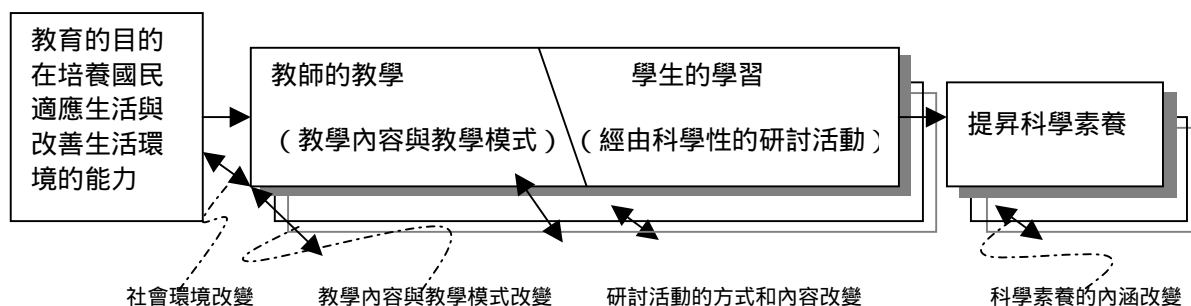 教育的目的
在培養國民
適應生活與
改善生活環
境的能力
教師的教學
學生的學習
（教學內容與教學模式）
（經由科學性的研討活動）
提昇科學素養
社會環境改變
教學內容與教學模式改變
研討活動的方式和內容改變
科學素養的內涵改變